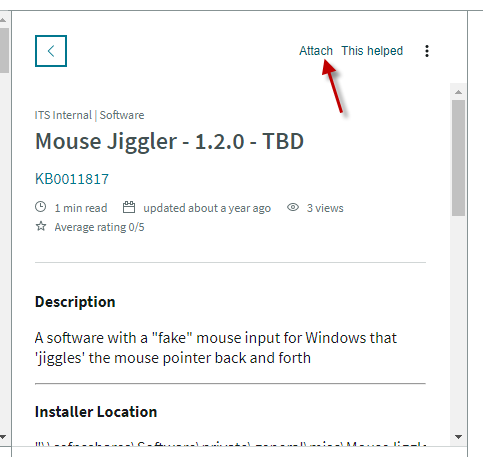 Attach This helped
ITS Internal | Software
Mouse Jiggler - 1.2.0 - TBD
KB0011817
1 min read updated about a year ago 3 views
Average rating 0/5
Description
A software with a "fake" mouse input for Windows that
'jiggles' the mouse pointer back and forth
Installer Location